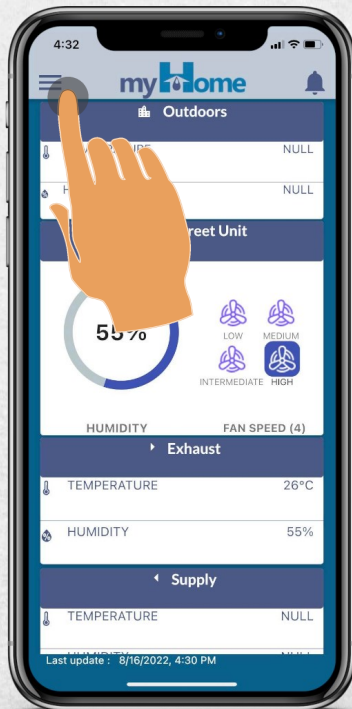 4:32
myHome
Outdoors
NULL
NULL
reet Unit
55%
LOW MEDIUM
INTERMEDIATE HIGH
HUMIDITY FAN SPEED (4)
Exhaust
TEMPERATURE 26°C
HUMIDITY 55%
Supply
TEMPERATURE NULL
Last update : 8/16/2022, 4:30 PM